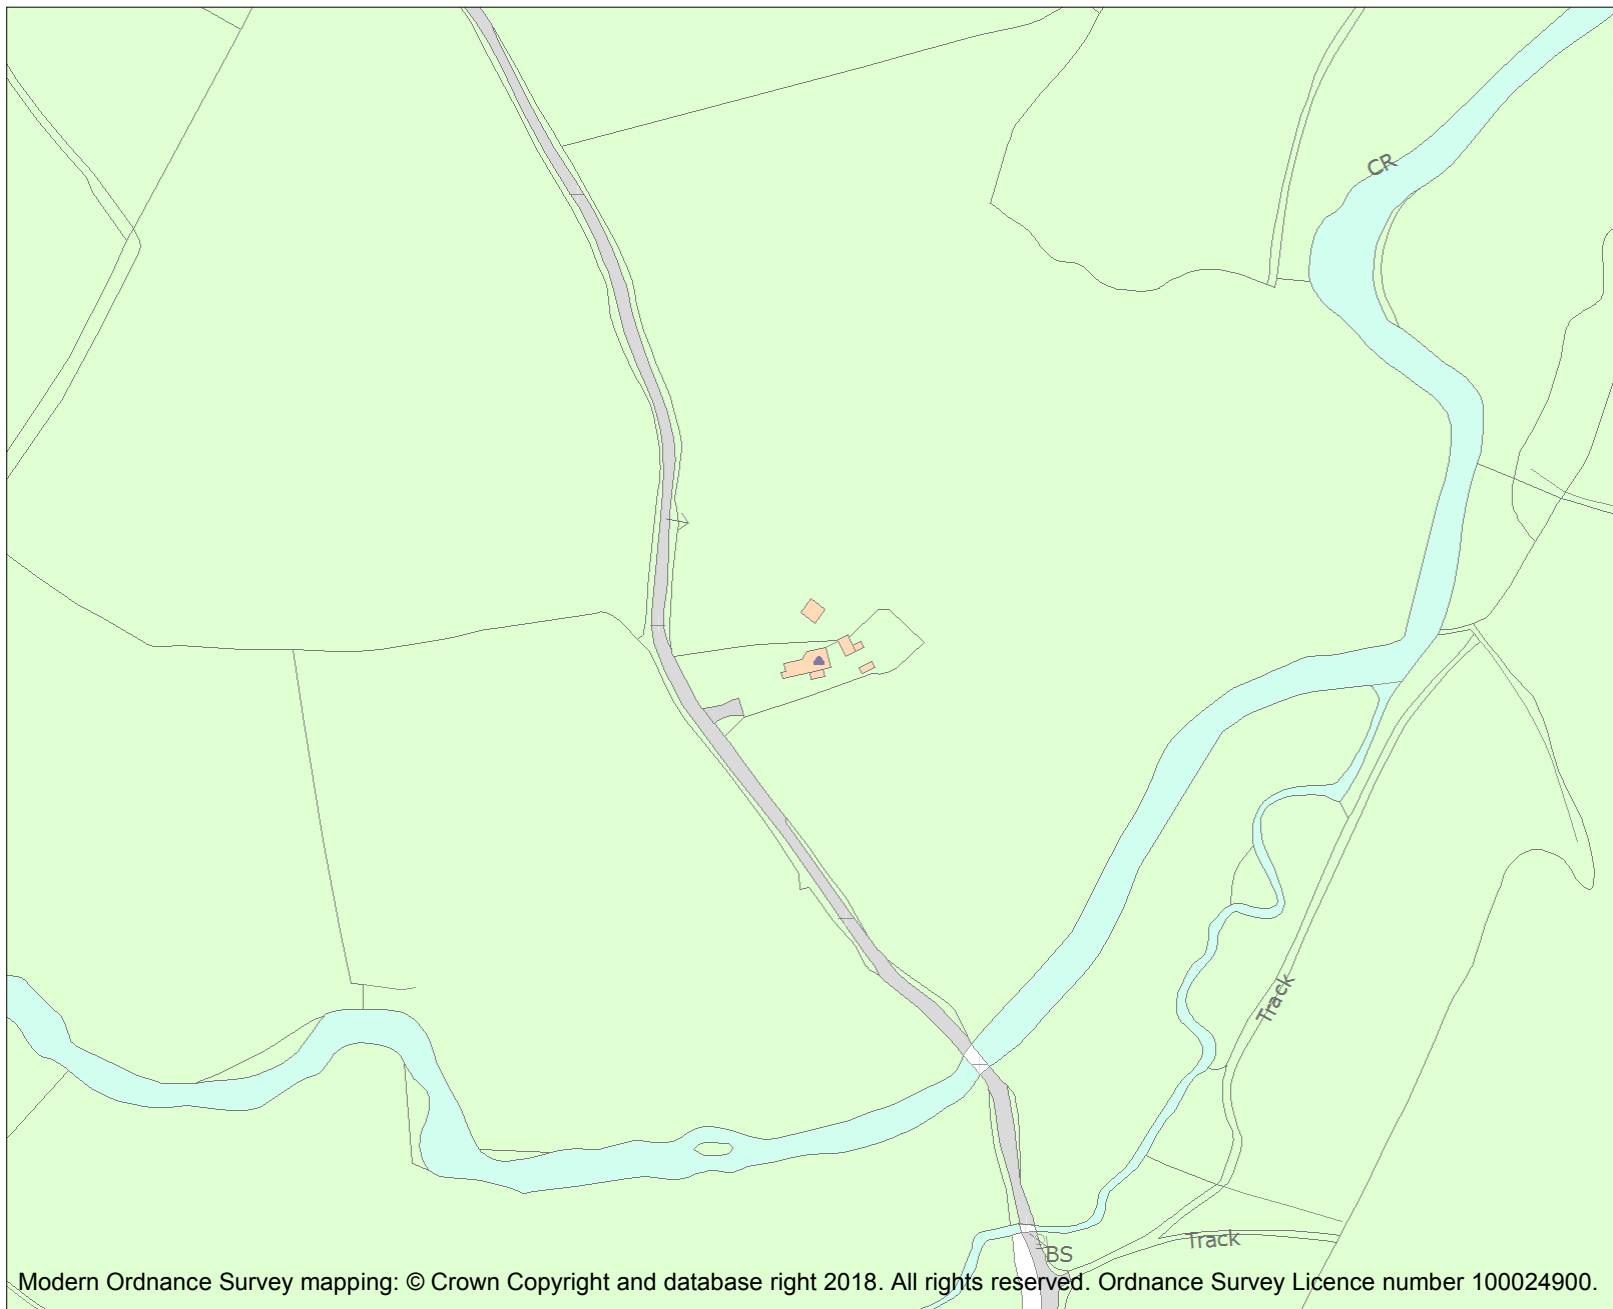 CR
Track
Track
BS
Modern Ordnance Survey mapping: © Crown Copyright and database right 2018. All rights reserved. Ordnance Survey Licence number 100024900.